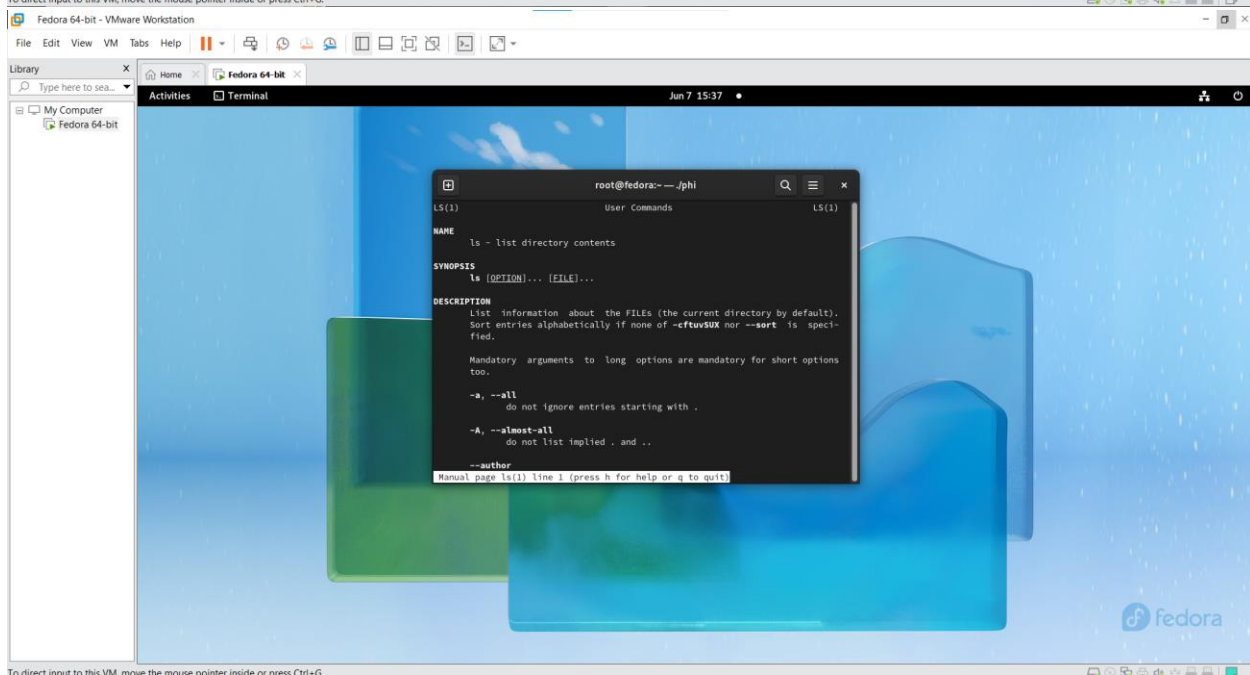 To direct input to this VM, move the mouse pointer inside or press Ctrl+G.
Fedora 64-bit - VMware Workstation
File Edit View VM Tabs Help
Library
Home
Fedora 64-bit
Type here to sea...
Activities
Terminal
Jun 7 15:37
My Computer
Fedora 64-bit
root@fedora:~ — ./phi
LS(1) User Commands LS(1)
NAME
ls - list directory contents
SYNOPSIS
ls [OPTION]... [FILE]...
DESCRIPTION
List information about the FILEs (the current directory by default).
Sort entries alphabetically if none of -cftuvSUX nor --sort is speci-
fied.
Mandatory arguments to long options are mandatory for short options
too.
-a, --all
do not ignore entries starting with .
-A, --almost-all
do not list implied . and ..
--author
Manual page ls(1) line 1 (press h for help or q to quit)
fedora
To direct input to this VM, move the mouse pointer inside or press Ctrl+G.